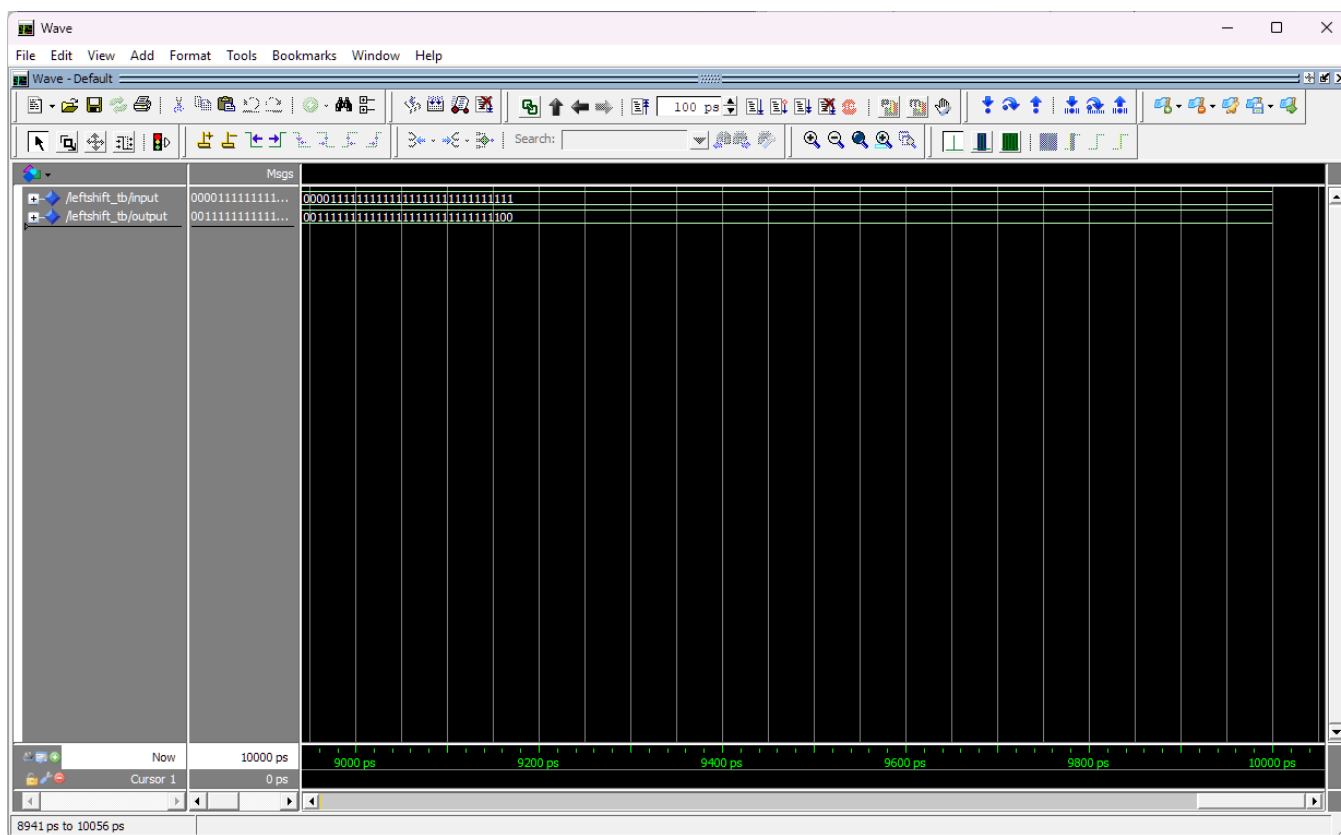 Wave
File Edit View Add Format Tools Bookmarks Window Help
Wave - Default
100 ps
Search:
Msgs
/leftshift_tb/input 0000111111111... 00001111111111111111111111111111
/leftshift_tb/output 0011111111111... 00111111111111111111111111111100
Now 10000 ps 9000 ps 9200 ps 9400 ps 9600 ps 9800 ps 10000 ps
Cursor 1 0 ps
8941 ps to 10056 ps